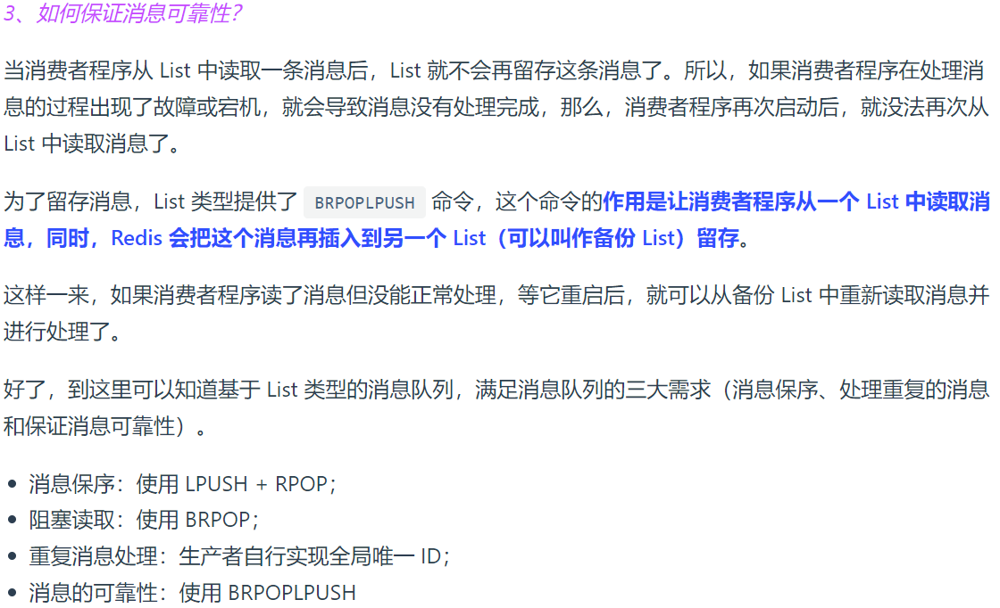 3、如何保证消息可靠性?
当消费者程序从 List 中读取一条消息后，List 就不会再留存这条消息了。所以，如果消费者程序在处理消
息的过程出现了故障或宕机，就会导致消息没有处理完成，那么，消费者程序再次启动后，就没法再次从
List 中读取消息了。
为了留存消息，List 类型提供了 BRPOPLPUSH 命令，这个命令的作用是让消费者程序从一个 List 中读取消
息，同时，Redis 会把这个消息再插入到另一个 List（可以叫作备份 List）留存。
这样一来，如果消费者程序读了消息但没能正常处理，等它重启后，就可以从备份 List 中重新读取消息并
进行处理了。
好了，到这里可以知道基于 List 类型的消息队列，满足消息队列的三大需求（消息保序、处理重复的消息
和保证消息可靠性）。
• 消息保序：使用 LPUSH + RPOP；
• 阻塞读取：使用 BRPOP；
• 重复消息处理：生产者自行实现全局唯一 ID；
• 消息的可靠性：使用 BRPOPLPUSH